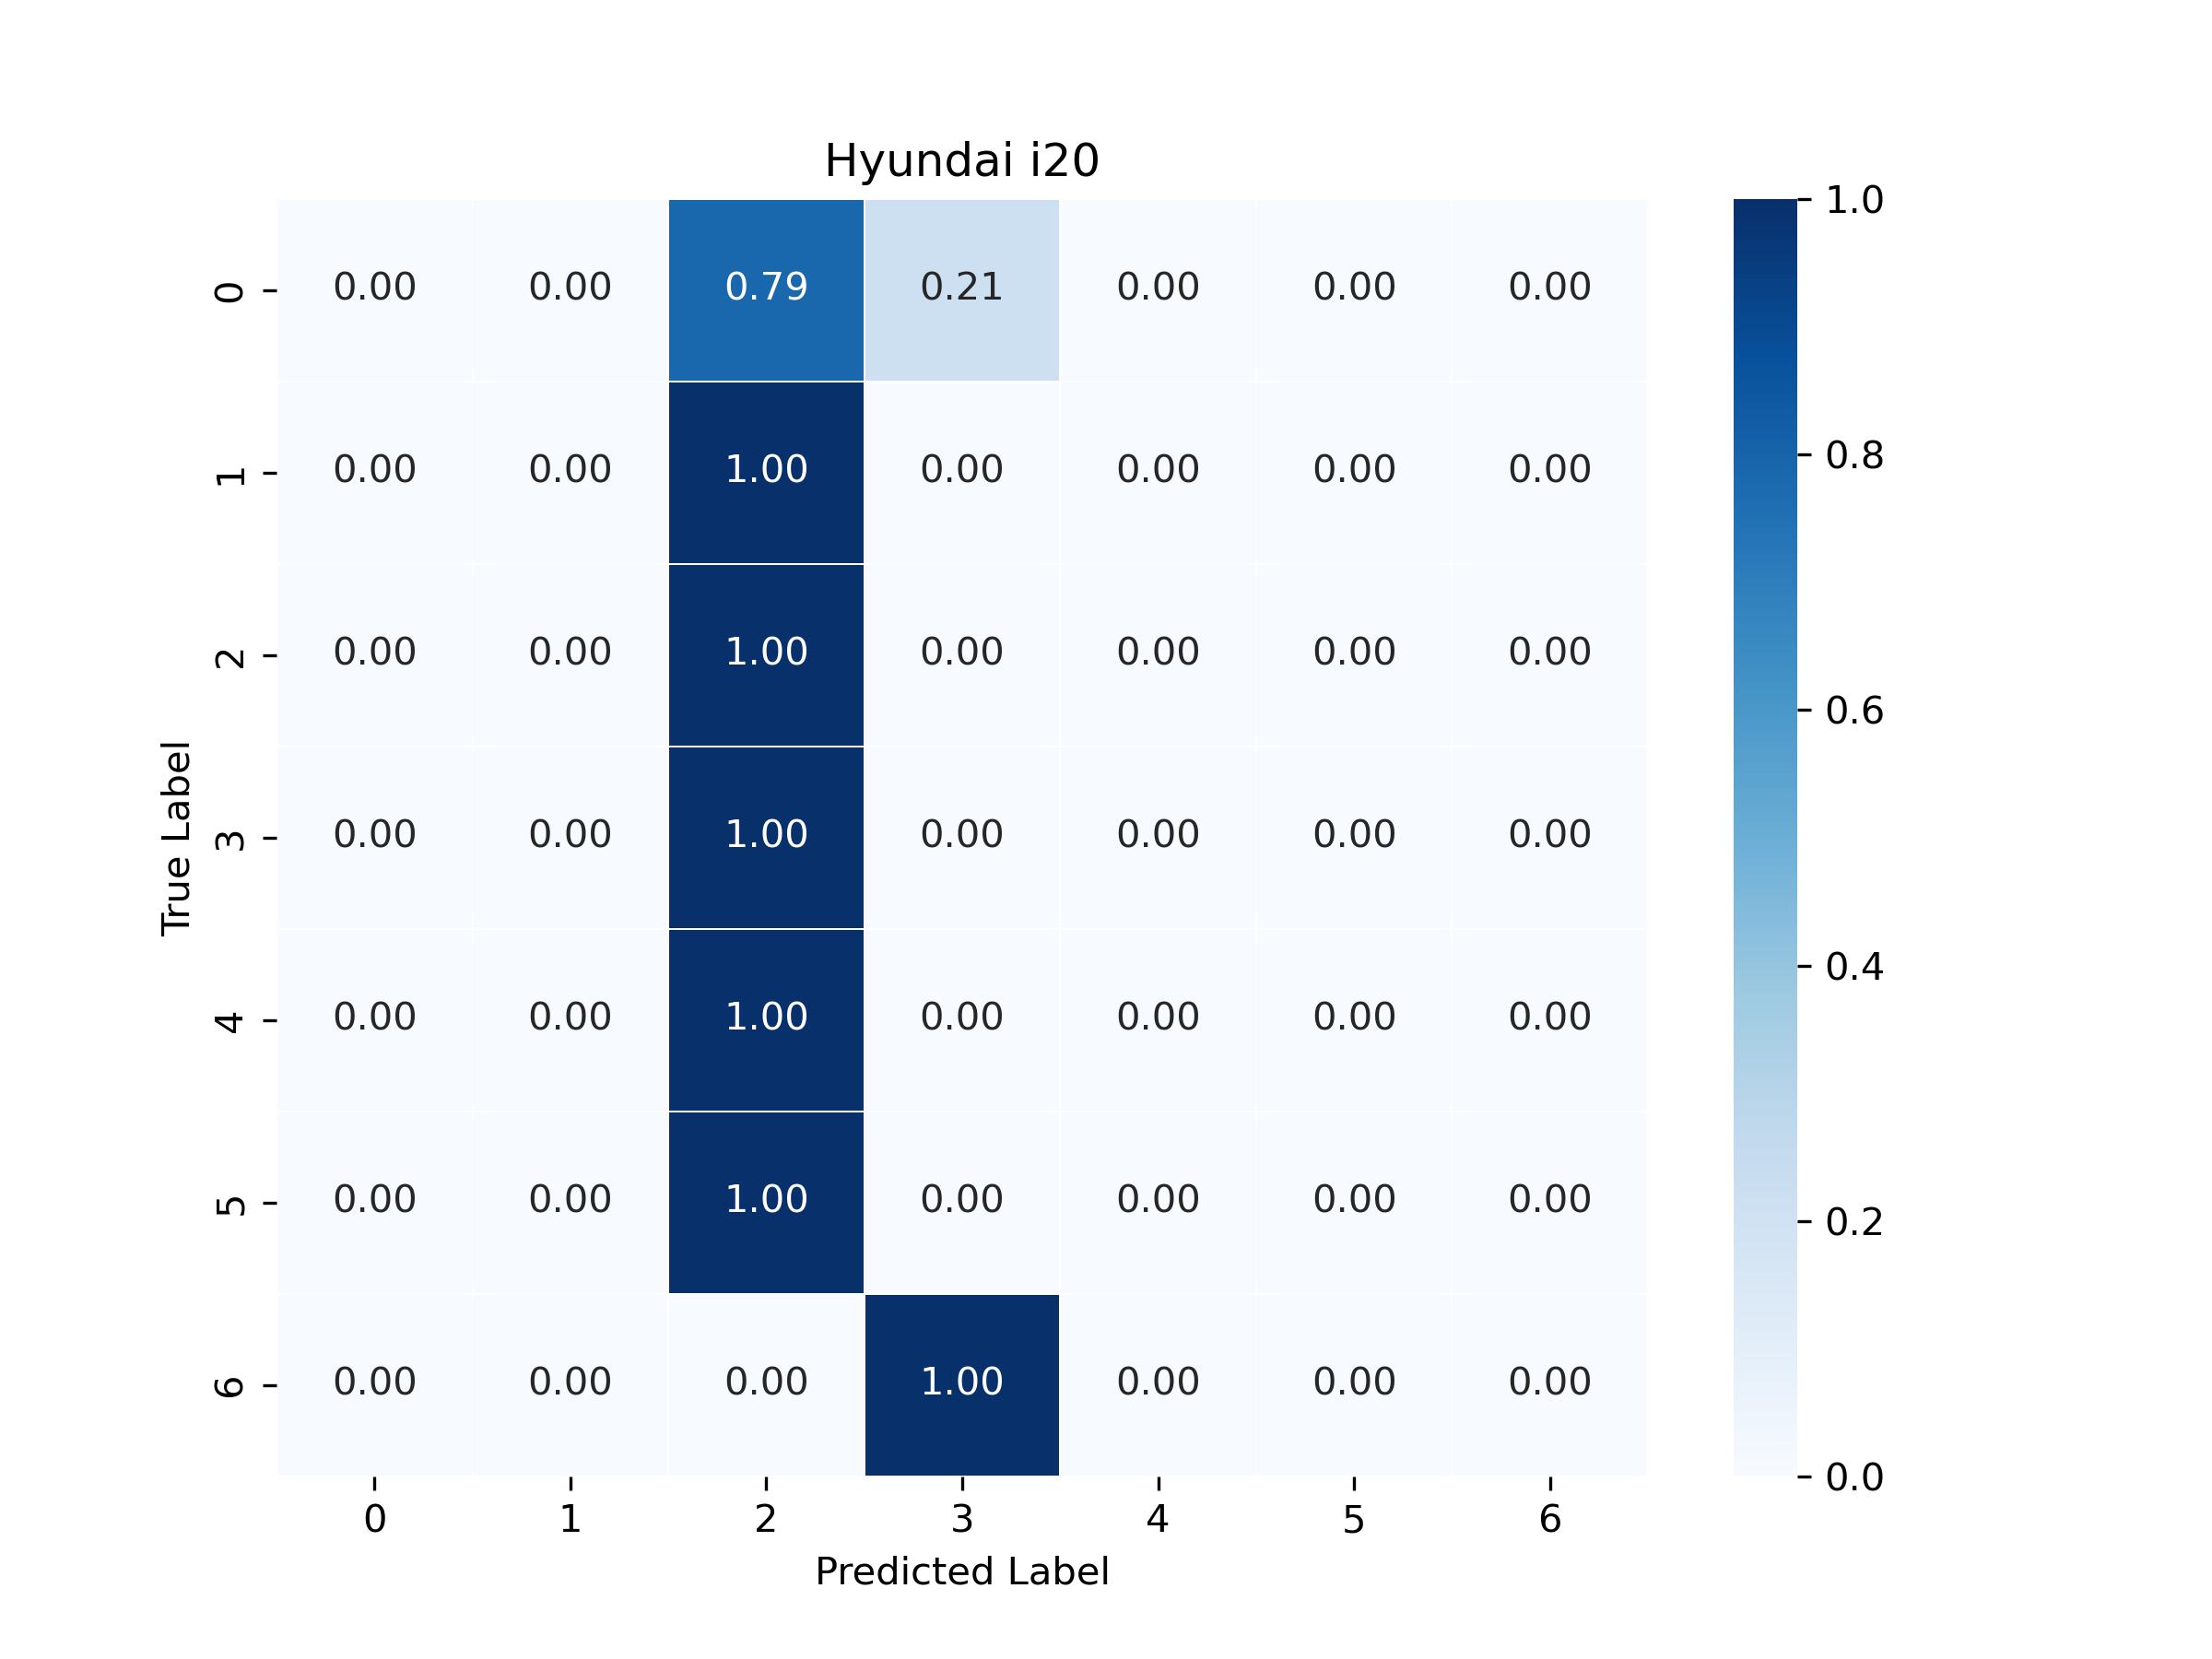 Hyundai i20
0 0.00 0.00 0.79 0.21 0.00 0.00 0.00
1 0.00 0.00 1.00 0.00 0.00 0.00 0.00
2 0.00 0.00 1.00 0.00 0.00 0.00 0.00
3 0.00 0.00 1.00 0.00 0.00 0.00 0.00
4 0.00 0.00 1.00 0.00 0.00 0.00 0.00
5 0.00 0.00 1.00 0.00 0.00 0.00 0.00
6 0.00 0.00 0.00 1.00 0.00 0.00 0.00
0 1 2 3 4 5 6
Predicted Label
True Label
1.0
0.8
0.6
0.4
0.2
0.0